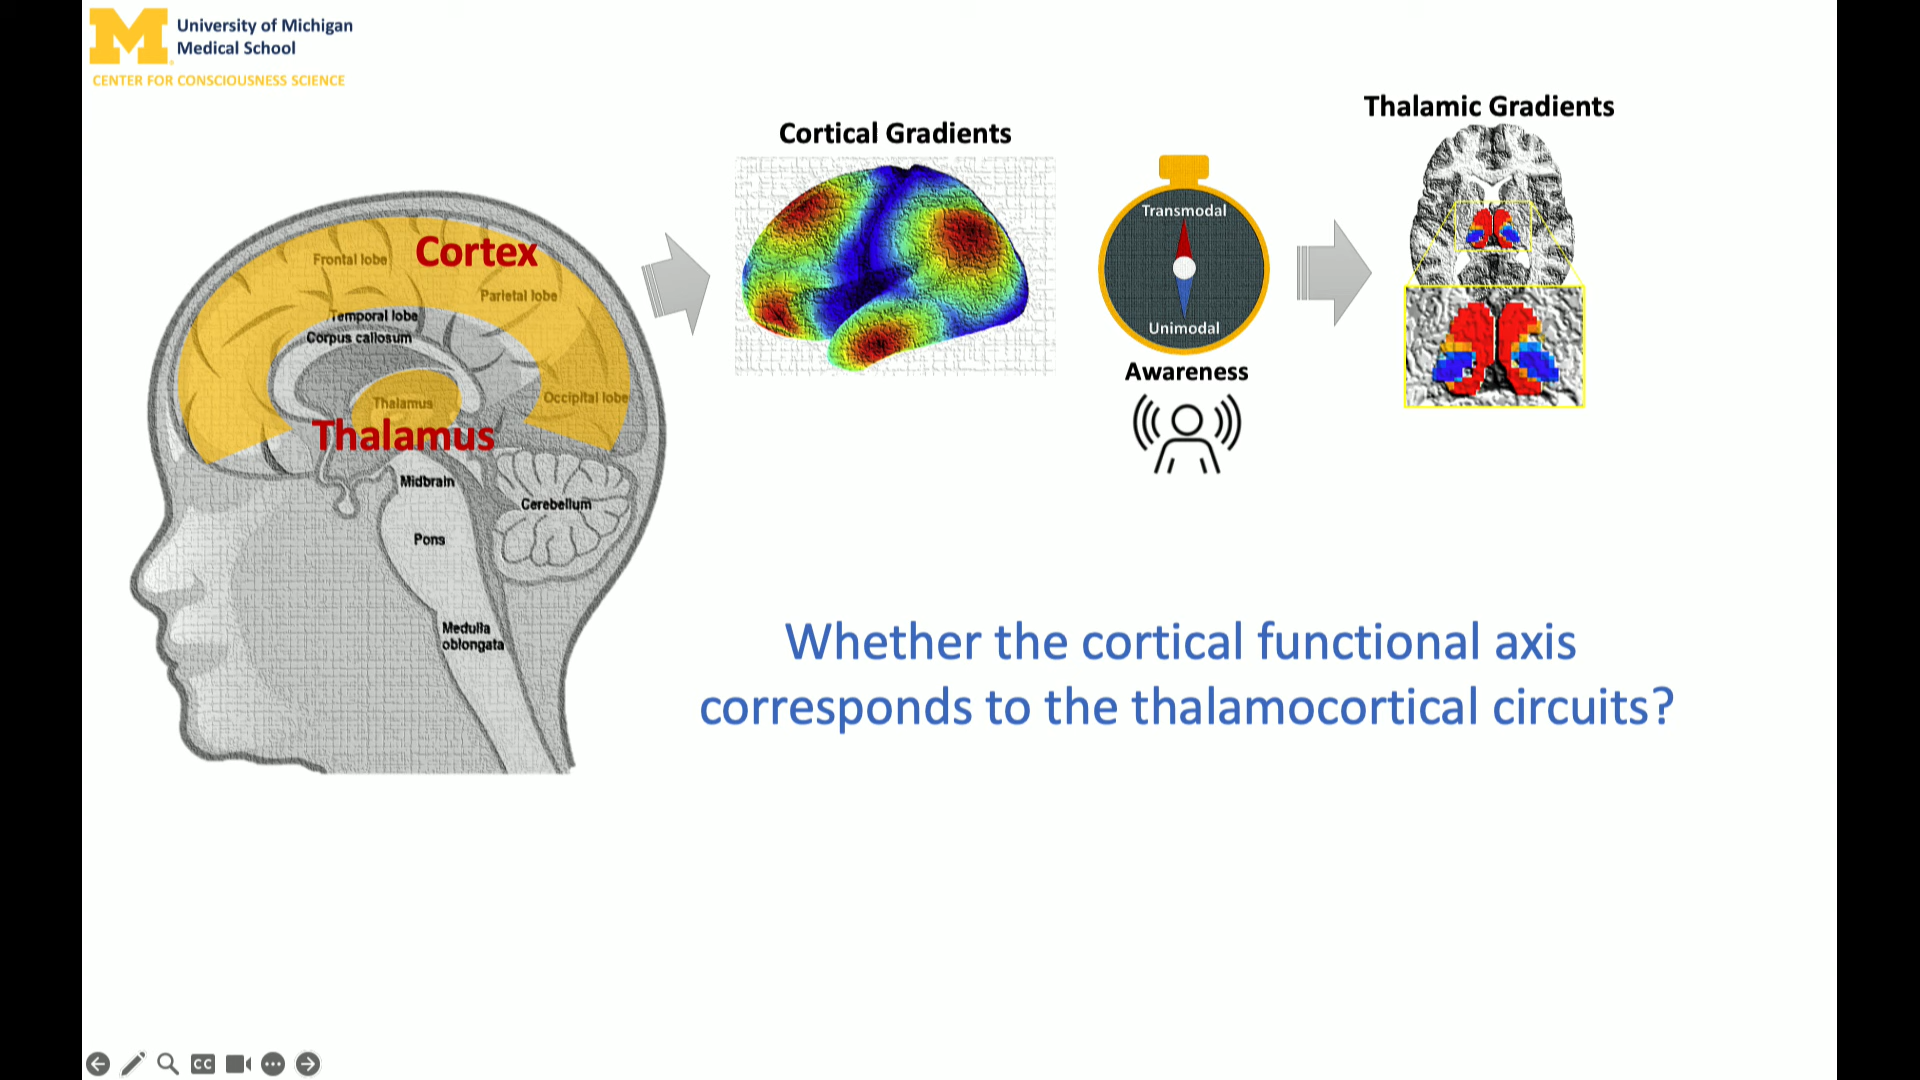 University of Michigan
Medical School
CENTER FOR CONSCIOUSNESS SCIENCE
Cortical Gradients
Thalamic Gradients
Transmodal
Unimodal
Awareness
Cortex
Frontal lobe
Parietal lobe
Temporal lobe
Corpus callosum
Thalamus
Occipital lobe
Thalamus
Midbrain
Cerebellum
Pons
Medulla
oblongata
Whether the cortical functional axis
corresponds to the thalamocortical circuits?
CC